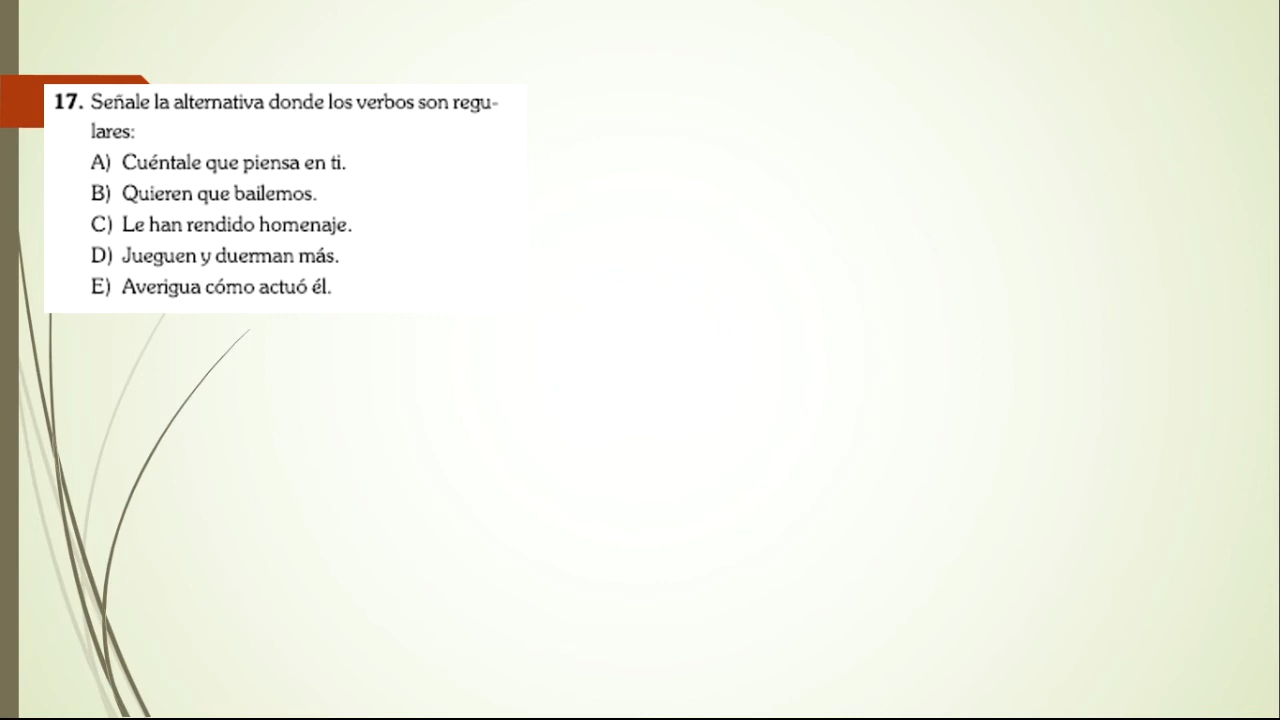 17. Señale la alternativa donde los verbos son regu-
lares:
A) Cuéntale que piensa en ti.
B) Quieren que bailemos.
C) Le han rendido homenaje.
D) Jueguen y duerman más.
E) Averigua cómo actuó él.